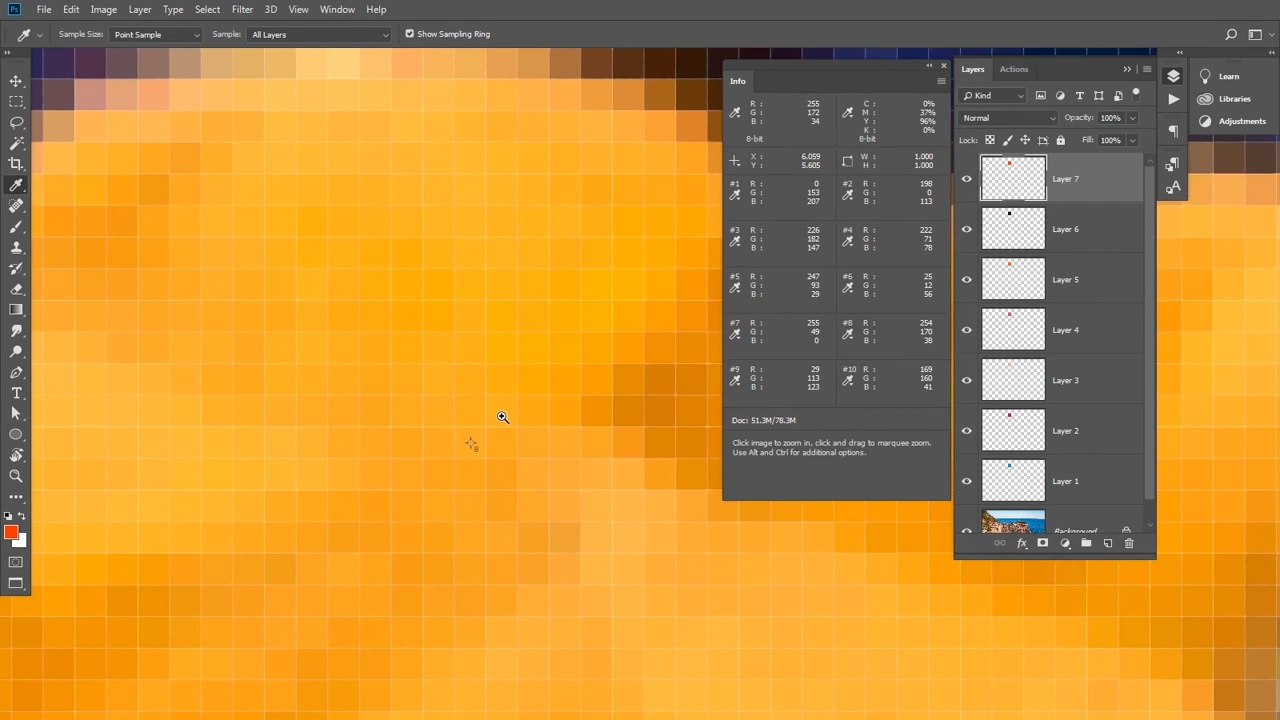 Ps File Edit Image Layer Type Select Filter 3D View Window Help
Sample Size: Point Sample Sample: All Layers Show Sampling Ring
Info
R : 255 C : 0%
G : 172 M : 37%
B : 34 Y : 96%
K : 0%
8-bit 8-bit
X : 6.059 W : 1.000
Y : 5.605 H : 1.000
#1 R : 0 #2 R : 198
G : 153 G : 0
B : 207 B : 113
#3 R : 226 #4 R : 222
G : 182 G : 71
B : 147 B : 78
#5 R : 247 #6 R : 25
G : 93 G : 12
B : 29 B : 56
#7 R : 255 #8 R : 254
G : 49 G : 170
B : 0 B : 38
#9 R : 29 #10 R : 169
G : 113 G : 160
B : 123 B : 41
Doc: 51.3M/78.3M
Click image to zoom in, click and drag to marquee zoom.
Use Alt and Ctrl for additional options.
8
Layers Actions
Kind
Normal Opacity: 100%
Lock: Fill: 100%
Layer 7
Layer 6
Layer 5
Layer 4
Layer 3
Layer 2
Layer 1
Background
fx
Learn
Libraries
Adjustments